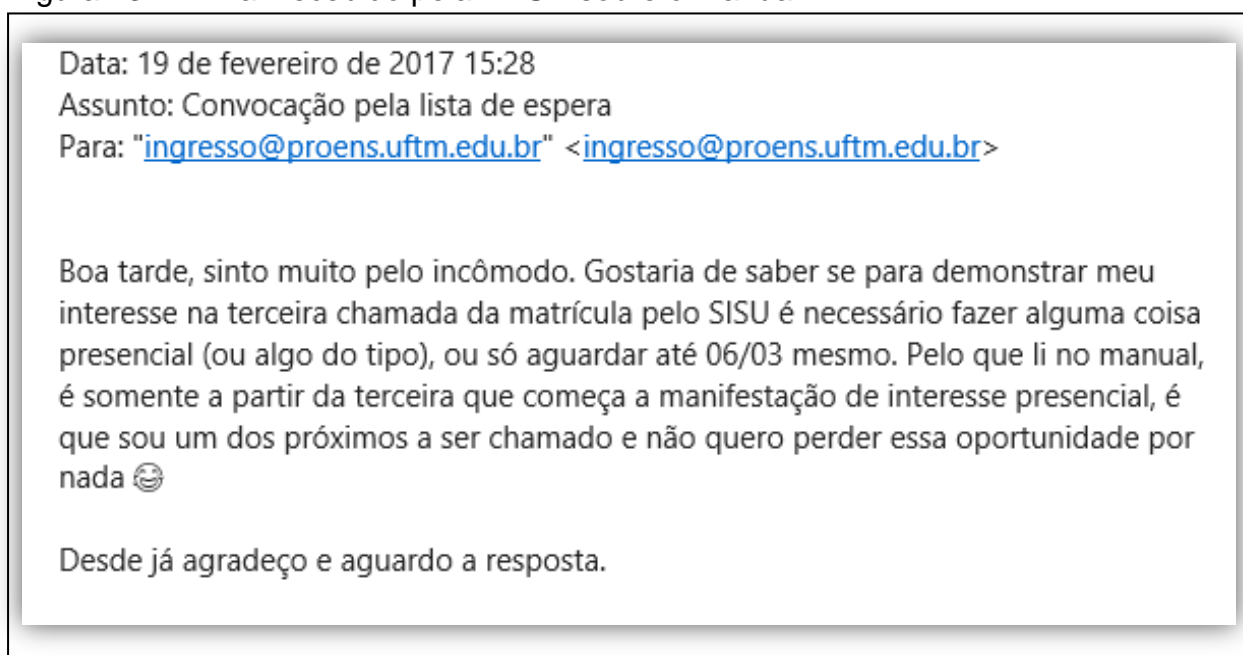 Data: 19 de fevereiro de 2017 15:28
Assunto: Convocação pela lista de espera
Para: "ingresso@proens.uftm.edu.br" <ingresso@proens.uftm.edu.br>
Boa tarde, sinto muito pelo incômodo. Gostaria de saber se para demonstrar meu
interesse na terceira chamada da matrícula pelo SISU é necessário fazer alguma coisa
presencial (ou algo do tipo), ou só aguardar até 06/03 mesmo. Pelo que li no manual,
é somente a partir da terceira que começa a manifestação de interesse presencial, é
que sou um dos próximos a ser chamado e não quero perder essa oportunidade por
nada 😂
Desde já agradeço e aguardo a resposta.